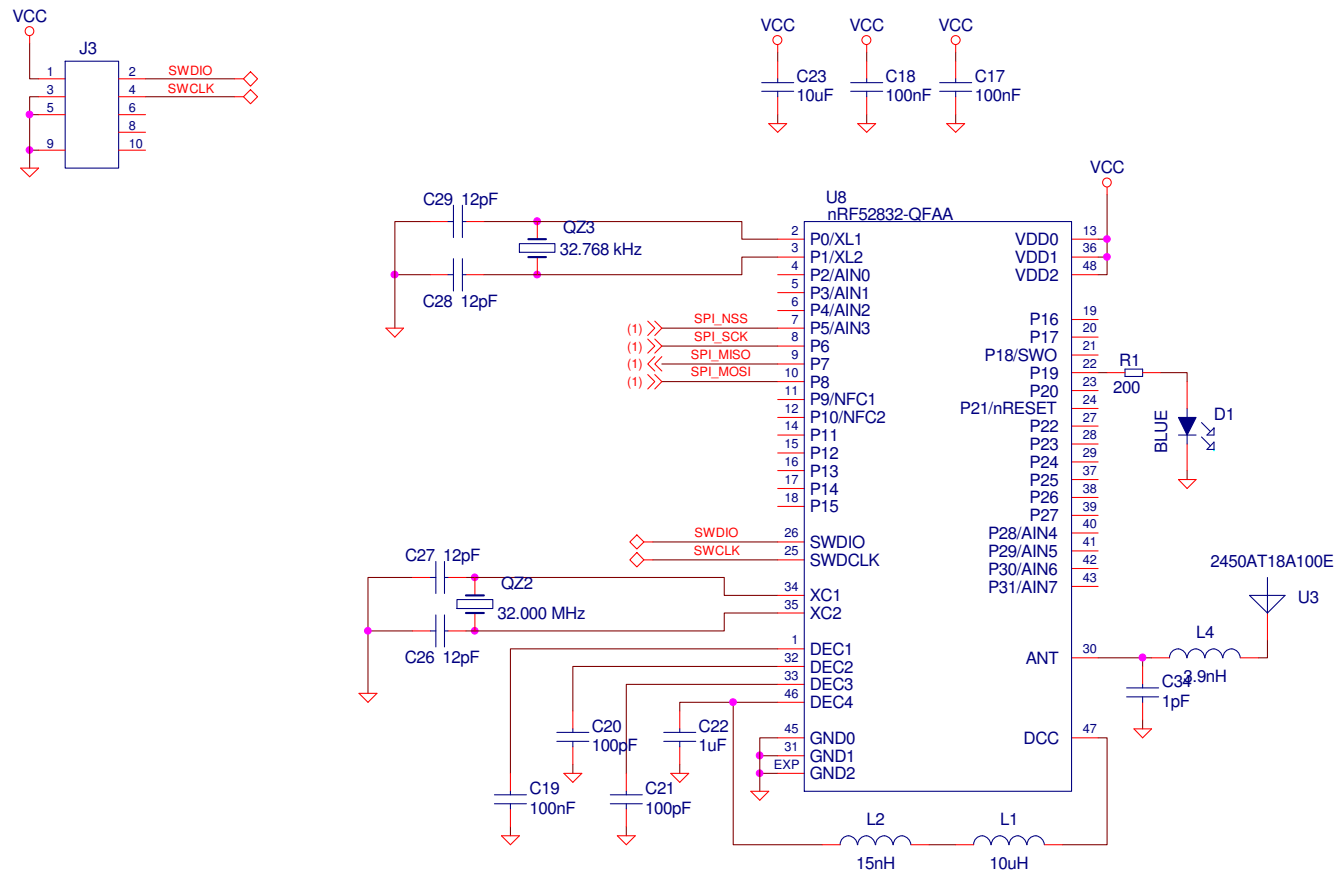 VCC
J3
1
2
SWDIO
3
4
SWCLK
5
6
8
9
10
VCC
VCC
VCC
C23
10uF
C18
100nF
C17
100nF
VCC
U8
nRF52832-QFAA
C29 12pF
QZ3
32.768 kHz
C28 12pF
2 P0/XL1
3 P1/XL2
4 P2/AIN0
5 P3/AIN1
6 P4/AIN2
(1) SPI_NSS 7 P5/AIN3
(1) SPI_SCK 8 P6
(1) SPI_MISO 9 P7
(1) SPI_MOSI 10 P8
11 P9/NFC1
12 P10/NFC2
14 P11
15 P12
16 P13
17 P14
18 P15
SWDIO 26 SWDIO
SWCLK 25 SWDCLK
C27 12pF
QZ2
32.000 MHz
C26 12pF
34 XC1
35 XC2
1 DEC1
32 DEC2
33 DEC3
46 DEC4
45 GND0
31 GND1
EXP GND2
C20
100pF
C22
1uF
C19
100nF
C21
100pF
VDD0 13
VDD1 36
VDD2 48
P16 19
P17 20
P18/SWO 21
P19 22
P20 23
P21/nRESET 24
P22 27
P23 28
P24 29
P25 37
P26 38
P27 39
P28/AIN4 40
P29/AIN5 41
P30/AIN6 42
P31/AIN7 43
ANT 30
DCC 47
R1
200
BLUE
D1
2450AT18A100E
U3
L4
3.9nH
C34
1pF
L2
15nH
L1
10uH